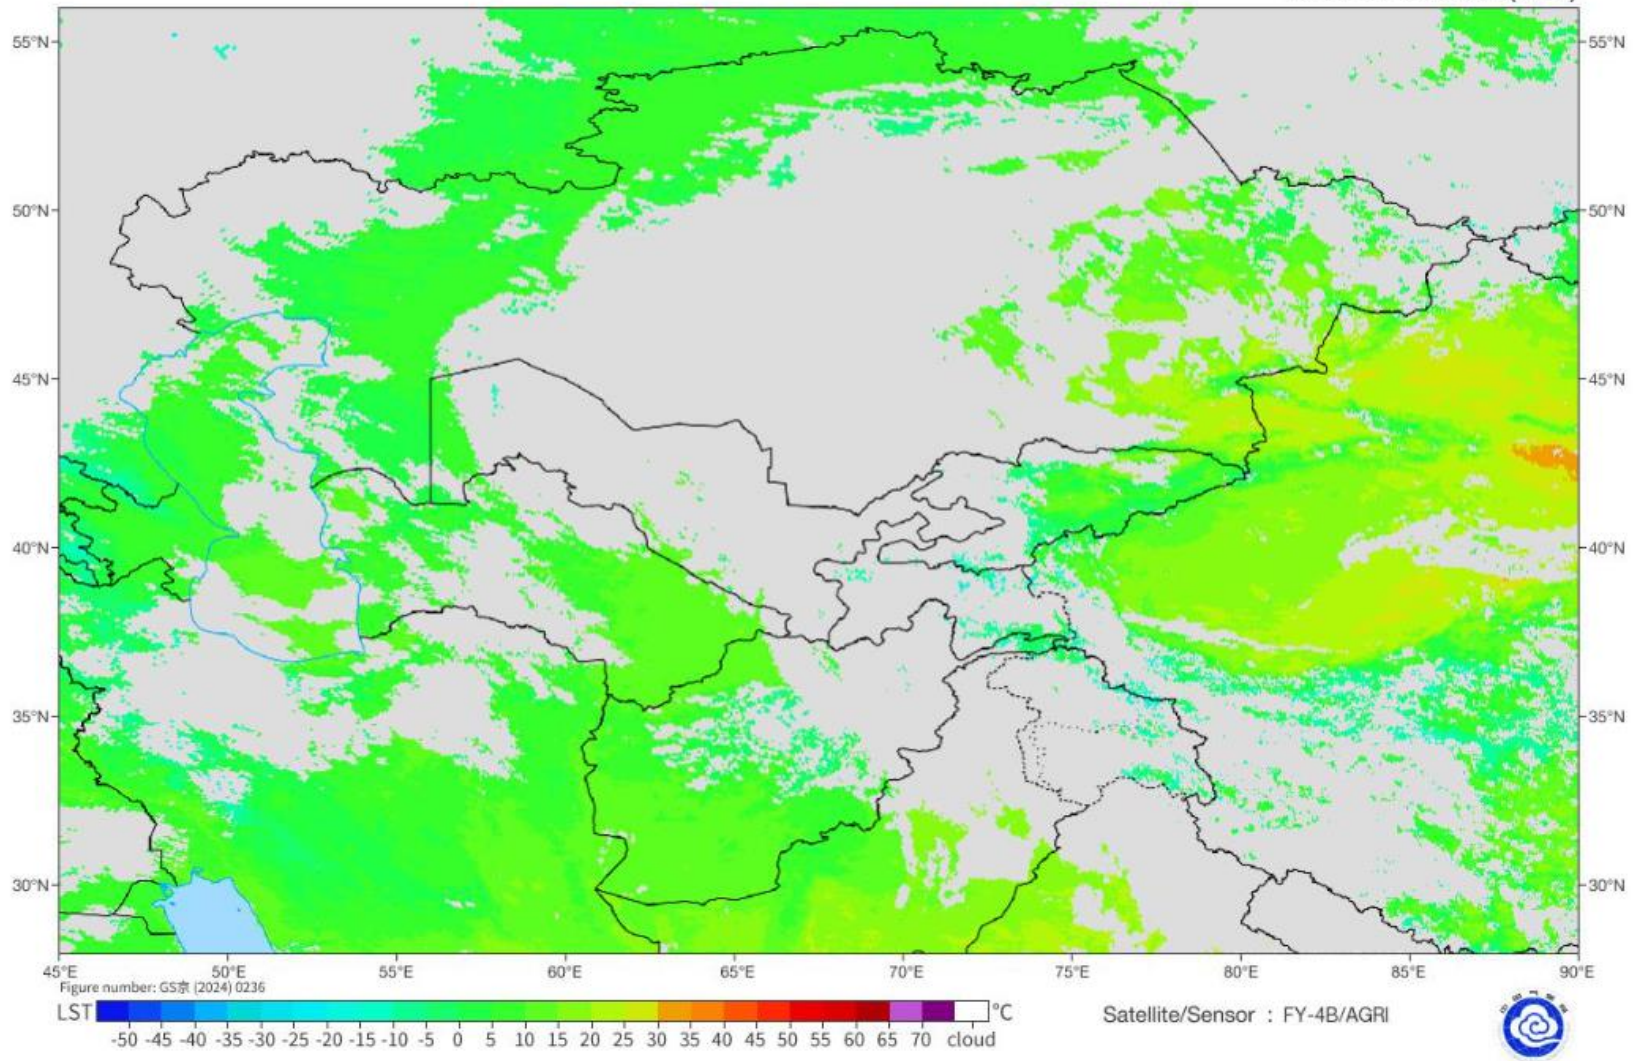 55°N 55°N
50°N 50°N
45°N 45°N
40°N 40°N
35°N 35°N
30°N 30°N
45°E 50°E 55°E 60°E 65°E 70°E 75°E 80°E 85°E 90°E
Figure number: GS京 (2024) 0236
LST °C
-50 -45 -40 -35 -30 -25 -20 -15 -10 -5 0 5 10 15 20 25 30 35 40 45 50 55 60 65 70 cloud
Satellite/Sensor : FY-4B/AGRI